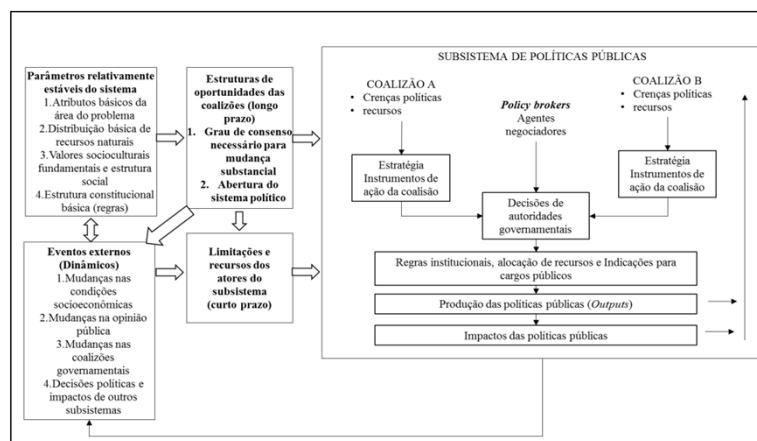 Parâmetros relativamente
estáveis do sistema
1.Atributos básicos da
área do problema
2.Distribuição básica de
recursos naturais
3.Valores socioculturais
fundamentais e estrutura
social
4.Estrutura constitucional
básica (regras)
Estruturas de
oportunidades das
coalizões (longo
prazo)
1. Grau de consenso
necessário para
mudança
substancial
2. Abertura do
sistema político
Eventos externos
(Dinâmicos)
1.Mudanças nas
condições
socioeconômicas
2.Mudanças na opinião
pública
3.Mudanças nas
coalizões
governamentais
4.Decisões políticas e
impactos de outros
subsistemas
Limitações e
recursos dos
atores do
subsistema
(curto prazo)
SUBSISTEMA DE POLÍTICAS PÚBLICAS
COALIZÃO A
• Crenças políticas
• recursos
Policy brokers
Agentes
negociadores
COALIZÃO B
• Crenças políticas
• recursos
Estratégia
Instrumentos de
ação da coalisão
Estratégia
Instrumentos de
ação da coalisão
Decisões de
autoridades
governamentais
Regras institucionais, alocação de recursos e Indicações para
cargos públicos
Produção das políticas públicas (Outputs)
Impactos das políticas públicas